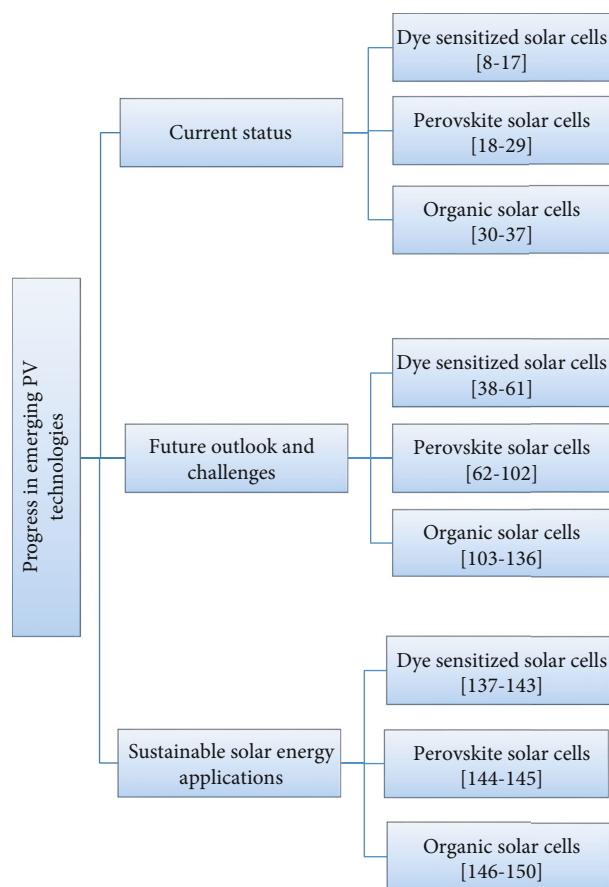 Progress in emerging PV
technologies
Current status
Dye sensitized solar cells
[8-17]
Perovskite solar cells
[18-29]
Organic solar cells
[30-37]
Future outlook and
challenges
Dye sensitized solar cells
[38-61]
Perovskite solar cells
[62-102]
Organic solar cells
[103-136]
Sustainable solar energy
applications
Dye sensitized solar cells
[137-143]
Perovskite solar cells
[144-145]
Organic solar cells
[146-150]